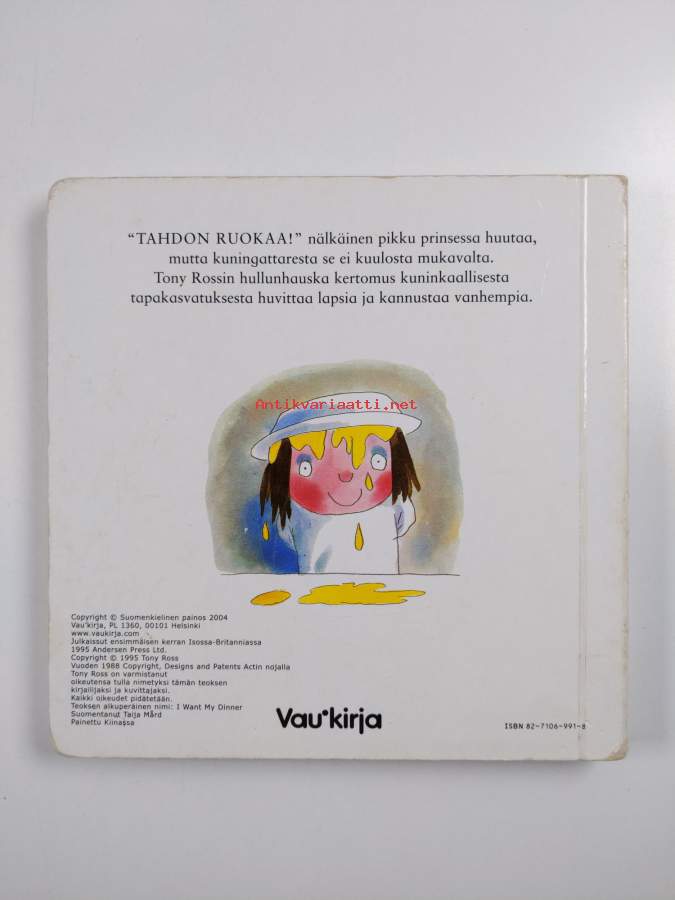 “TAHDON RUOKAA!” nälkäinen pikku prinsessa huutaa,
mutta kuningattaresta se ei kuulosta mukavalta.
Tony Rossin hullunhauska kertomus kuninkaallisesta
tapakasvatuksesta huvittaa lapsia ja kannustaa vanhempia.
Antikvariaatti.net
Copyright © Suomenkielinen painos 2004
Vau'kirja, PL 1360, 00101 Helsinki
www.vaukirja.com
Julkaissut ensimmäisen kerran Isossa-Britanniassa
1995 Andersen Press Ltd.
Copyright © 1995 Tony Ross
Vuoden 1988 Copyright, Designs and Patents Actin nojalla
Tony Ross on varmistanut
oikeutensa tulla nimetyksi tämän teoksen
kirjailijaksi ja kuvittajaksi.
Kaikki oikeudet pidätetään.
Teoksen alkuperäinen nimi: I Want My Dinner
Suomentanut Taija Mård
Painettu Kiinassa
Vau'kirja
ISBN 82-7106-991-8